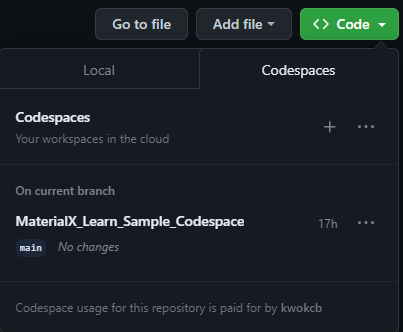 Go to file Add file Code
Local Codespaces
Codespaces
Your workspaces in the cloud
On current branch
MaterialX_Learn_Sample_Codespace 17h
main No changes
Codespace usage for this repository is paid for by kwokcb